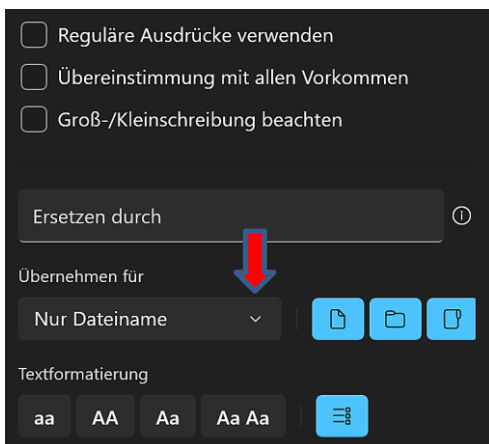 Reguläre Ausdrücke verwenden
Übereinstimmung mit allen Vorkommen
Groß-/Kleinschreibung beachten
Ersetzen durch
Übernehmen für
Nur Dateiname
Textformatierung
aa AA Aa Aa Aa